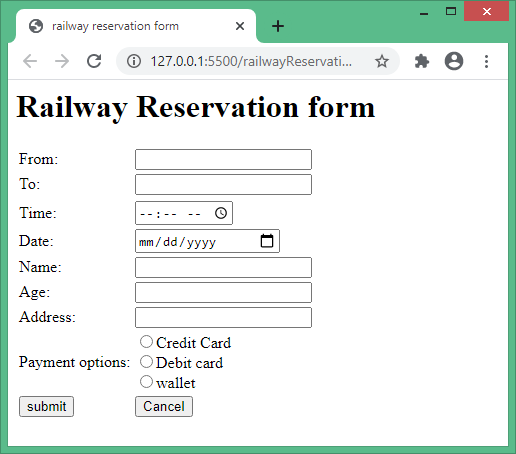 railway reservation form
127.0.0.1:5500/railwayReservati...
Railway Reservation form
From:
To:
Time: --:-- --
Date: mm/dd/yyyy
Name:
Age:
Address:
Credit Card
Payment options: Debit card
wallet
submit Cancel